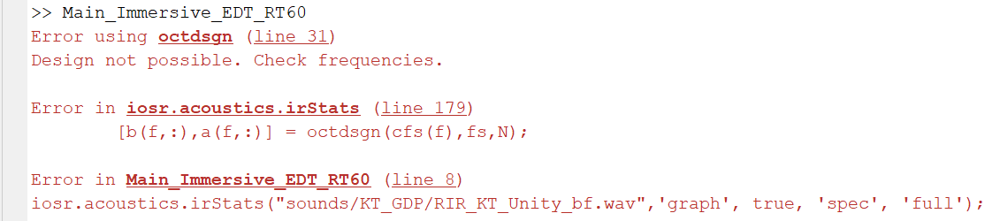 >> Main_Immersive_EDT_RT60
Error using octdsgn (line 31)
Design not possible. Check frequencies.
Error in iosr.acoustics.irStats (line 179)
[b(f,:),a(f,:)] = octdsgn(cfs(f),fs,N);
Error in Main_Immersive_EDT_RT60 (line 8)
iosr.acoustics.irStats("sounds/KT_GDP/RIR_KT_Unity_bf.wav",'graph', true, 'spec', 'full');